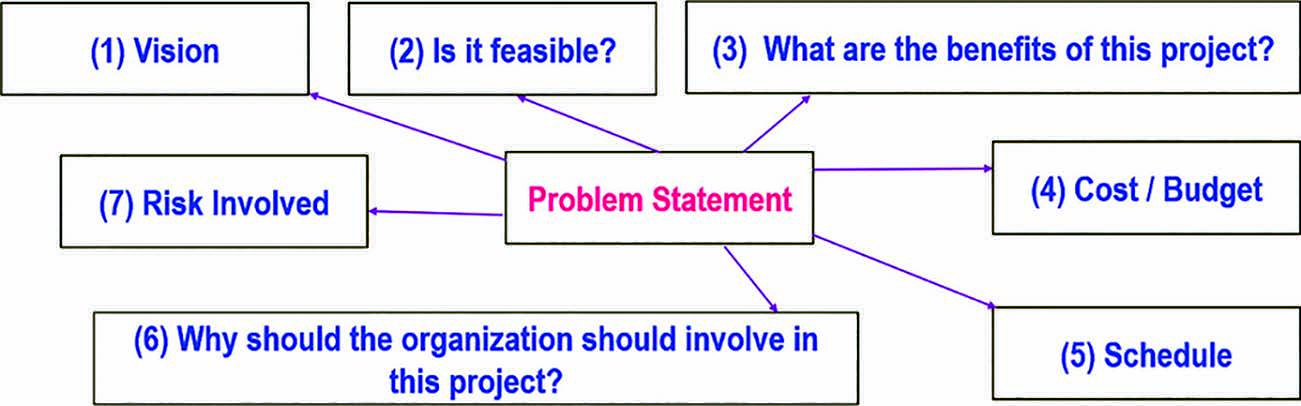 (1) Vision
(2) Is it feasible?
(3) What are the benefits of this project?
(7) Risk Involved
Problem Statement
(4) Cost / Budget
(6) Why should the organization should involve in
this project?
(5) Schedule